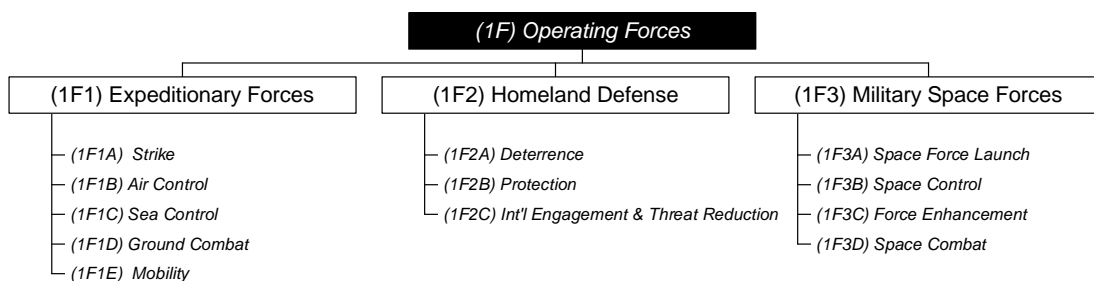 (1F) Operating Forces
(1F1) Expeditionary Forces
(1F1A) Strike
(1F1B) Air Control
(1F1C) Sea Control
(1F1D) Ground Combat
(1F1E) Mobility
(1F2) Homeland Defense
(1F2A) Deterrence
(1F2B) Protection
(1F2C) Int'l Engagement & Threat Reduction
(1F3) Military Space Forces
(1F3A) Space Force Launch
(1F3B) Space Control
(1F3C) Force Enhancement
(1F3D) Space Combat